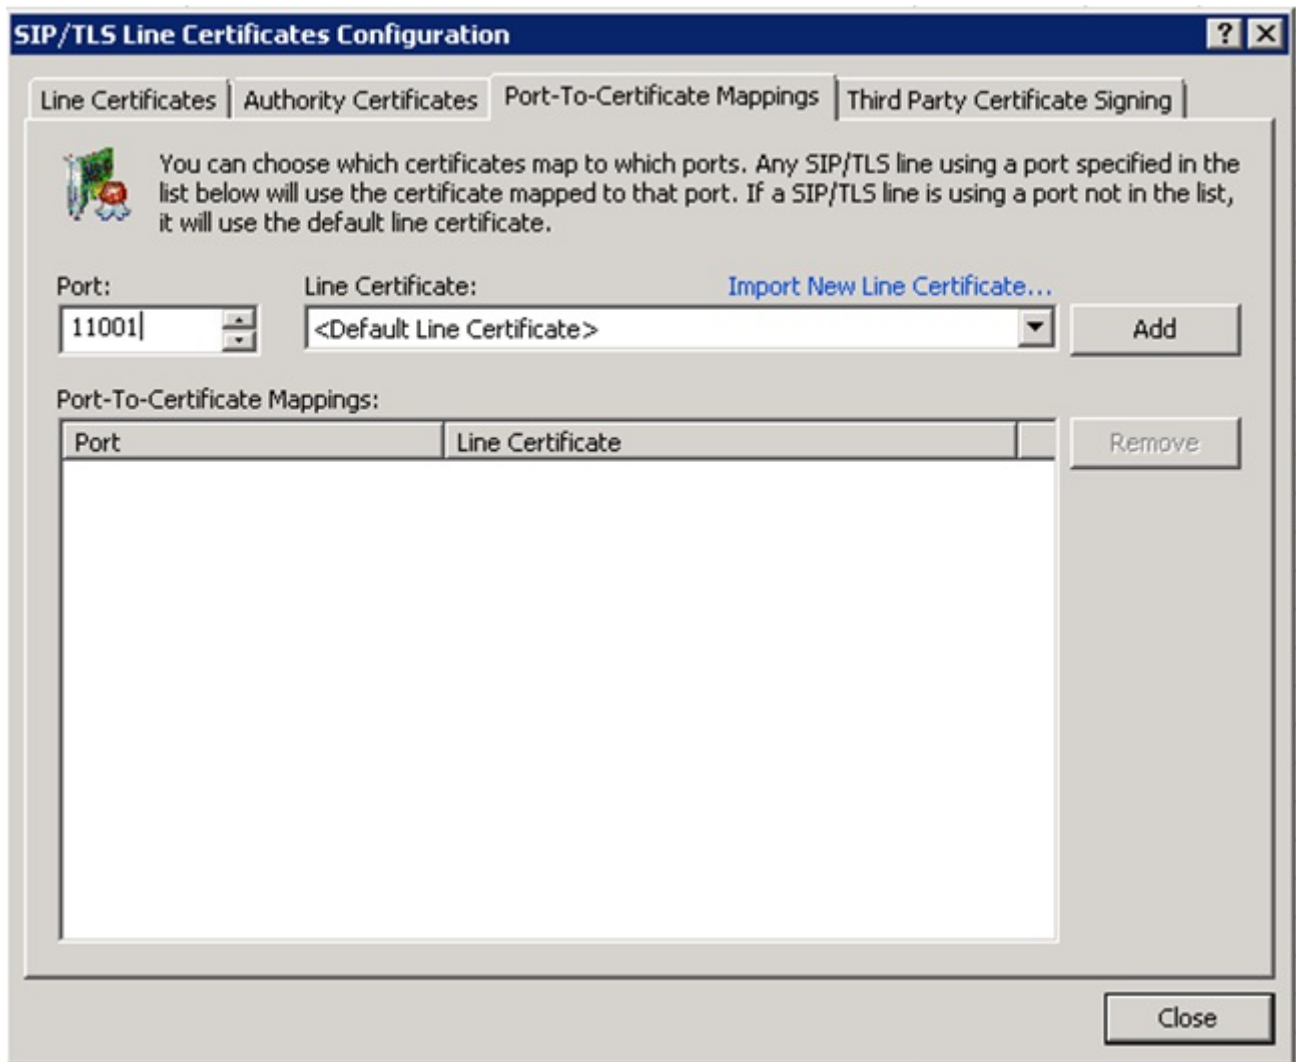 SIP/TLS Line Certificates Configuration
Line Certificates
Authority Certificates
Port-To-Certificate Mappings
Third Party Certificate Signing
You can choose which certificates map to which ports. Any SIP/TLS line using a port specified in the
list below will use the certificate mapped to that port. If a SIP/TLS line is using a port not in the list,
it will use the default line certificate.
Port:
Line Certificate:
Import New Line Certificate...
11001
<Default Line Certificate>
Add
Port-To-Certificate Mappings:
Port
Line Certificate
Remove
Close